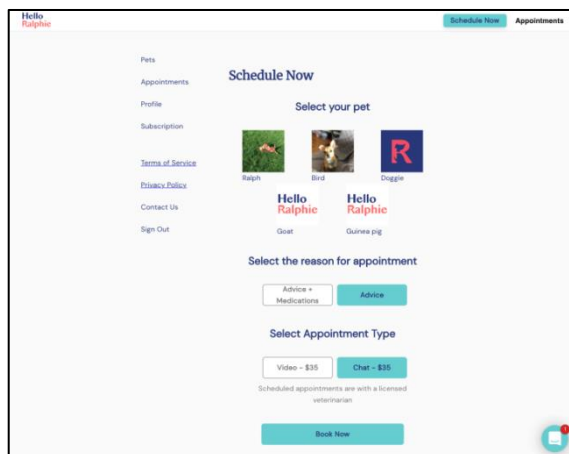 Hello
Ralphie
Schedule Now Appointments
Pets
Appointments
Profile
Subscription
Terms of Service
Privacy Policy
Contact Us
Sign Out
Schedule Now
Select your pet
R
Ralph Bird Doggie
Hello Hello
Ralphie Ralphie
Goat Guinea pig
Select the reason for appointment
Advice + Advice
Medications
Select Appointment Type
Video - $35 Chat - $35
Scheduled appointments are with a licensed
veterinarian
Book Now
1